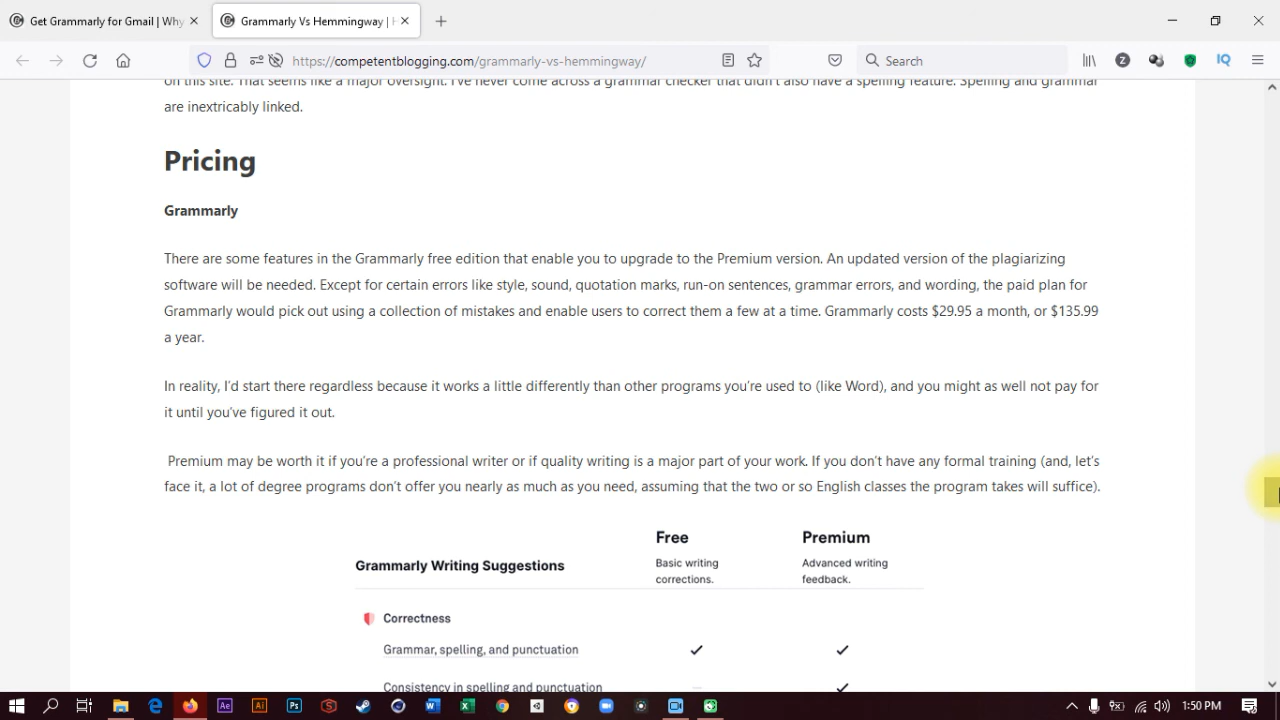 Get Grammarly for Gmail | Why
Grammarly Vs Hemmingway | H
https://competentblogging.com/grammarly-vs-hemmingway/
Search
on this site. That seems like a major oversight. I've never come across a grammar checker that didn't also have a spelling feature. Spelling and grammar
are inextricably linked.
Pricing
Grammarly
There are some features in the Grammarly free edition that enable you to upgrade to the Premium version. An updated version of the plagiarizing
software will be needed. Except for certain errors like style, sound, quotation marks, run-on sentences, grammar errors, and wording, the paid plan for
Grammarly would pick out using a collection of mistakes and enable users to correct them a few at a time. Grammarly costs $29.95 a month, or $135.99
a year.
In reality, I'd start there regardless because it works a little differently than other programs you're used to (like Word), and you might as well not pay for
it until you've figured it out.
Premium may be worth it if you're a professional writer or if quality writing is a major part of your work. If you don't have any formal training (and, let's
face it, a lot of degree programs don't offer you nearly as much as you need, assuming that the two or so English classes the program takes will suffice).
Free Premium
Grammarly Writing Suggestions
Basic writing Advanced writing
corrections. feedback.
Correctness
Grammar, spelling, and punctuation
Consistency in spelling and punctuation
1:50 PM